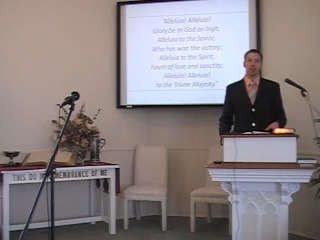 "Alleluia! Alleluia!
Glory be to God on high;
Alleluia to the Savior,
Who has won the victory;
Alleluia to the Spirit,
Fount of love and sanctity;
Alleluia! Alleluia!
to the Triune Majesty."
THIS DO IN REMEMBRANCE OF ME